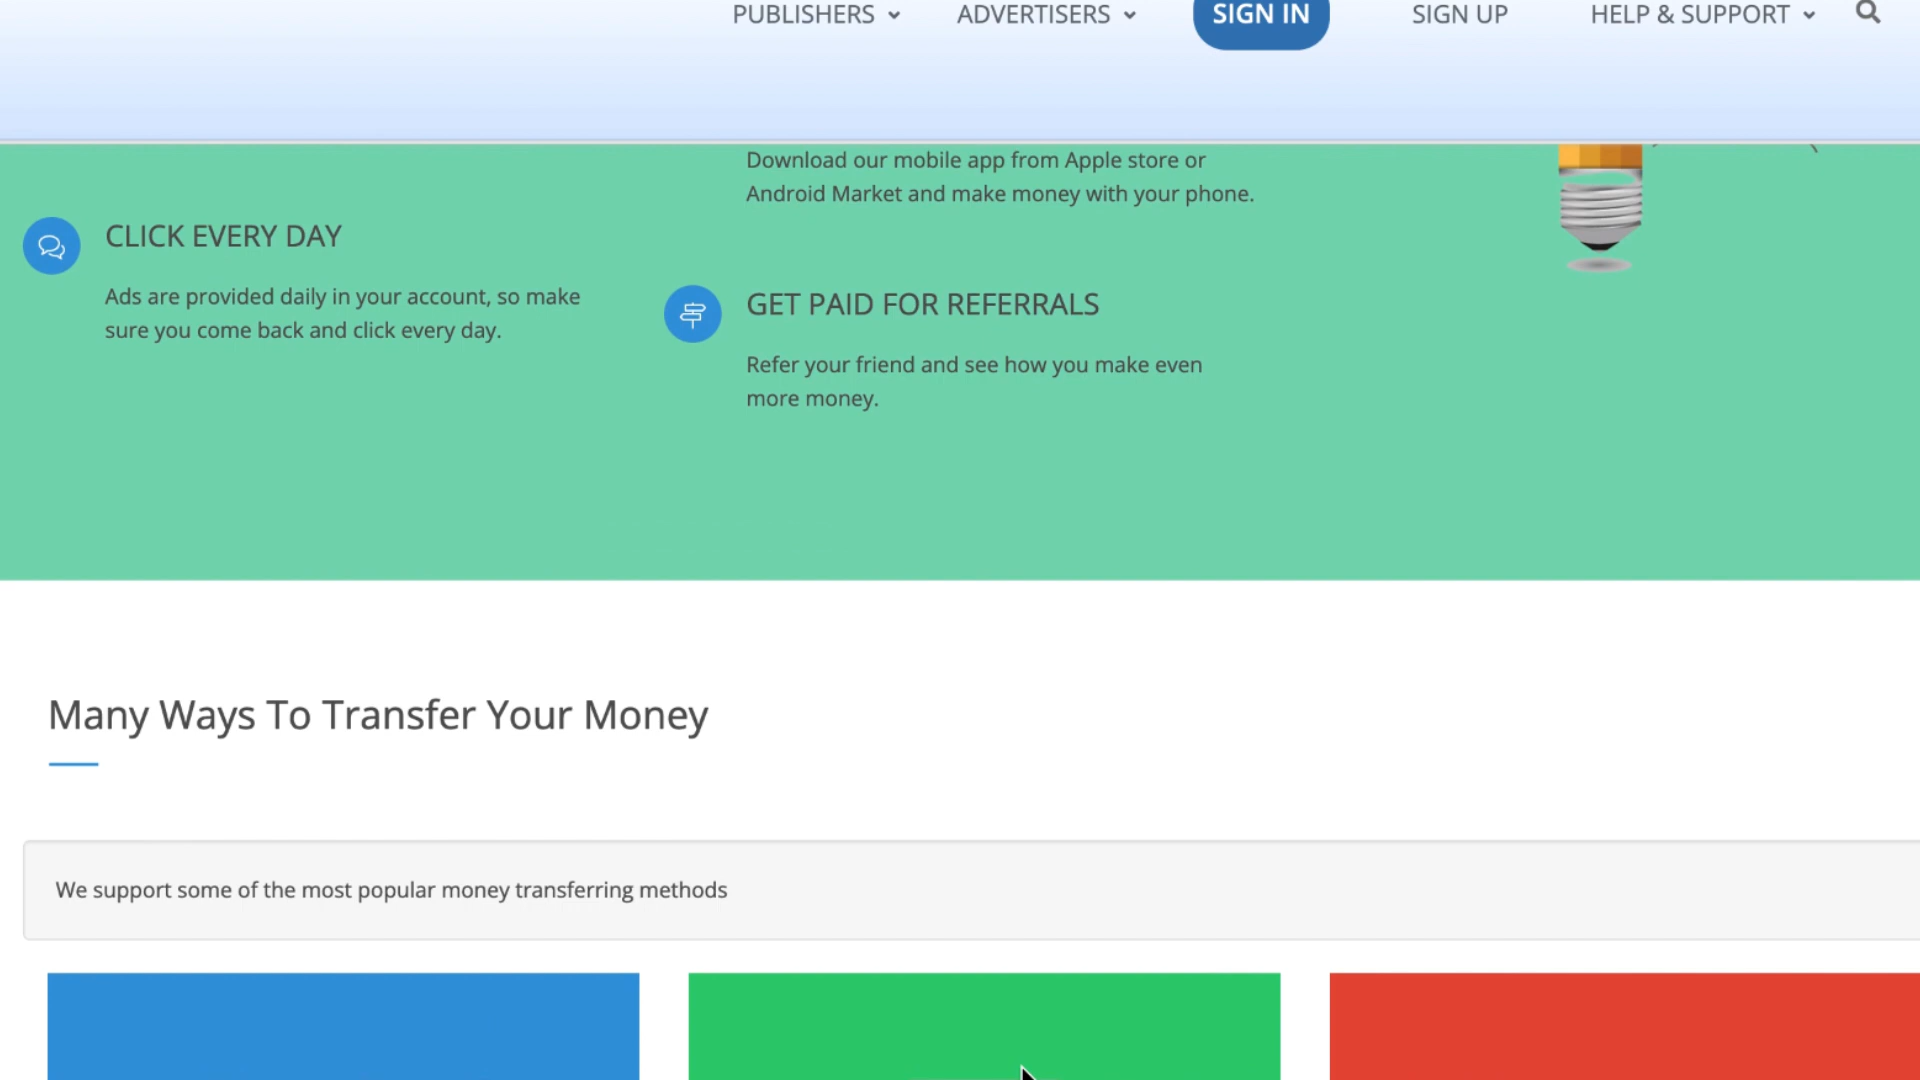 PUBLISHERS
ADVERTISERS
SIGN IN
SIGN UP
HELP & SUPPORT
Download our mobile app from Apple store or
Android Market and make money with your phone.
CLICK EVERY DAY
Ads are provided daily in your account, so make
sure you come back and click every day.
GET PAID FOR REFERRALS
Refer your friend and see how you make even
more money.
Many Ways To Transfer Your Money
We support some of the most popular money transferring methods